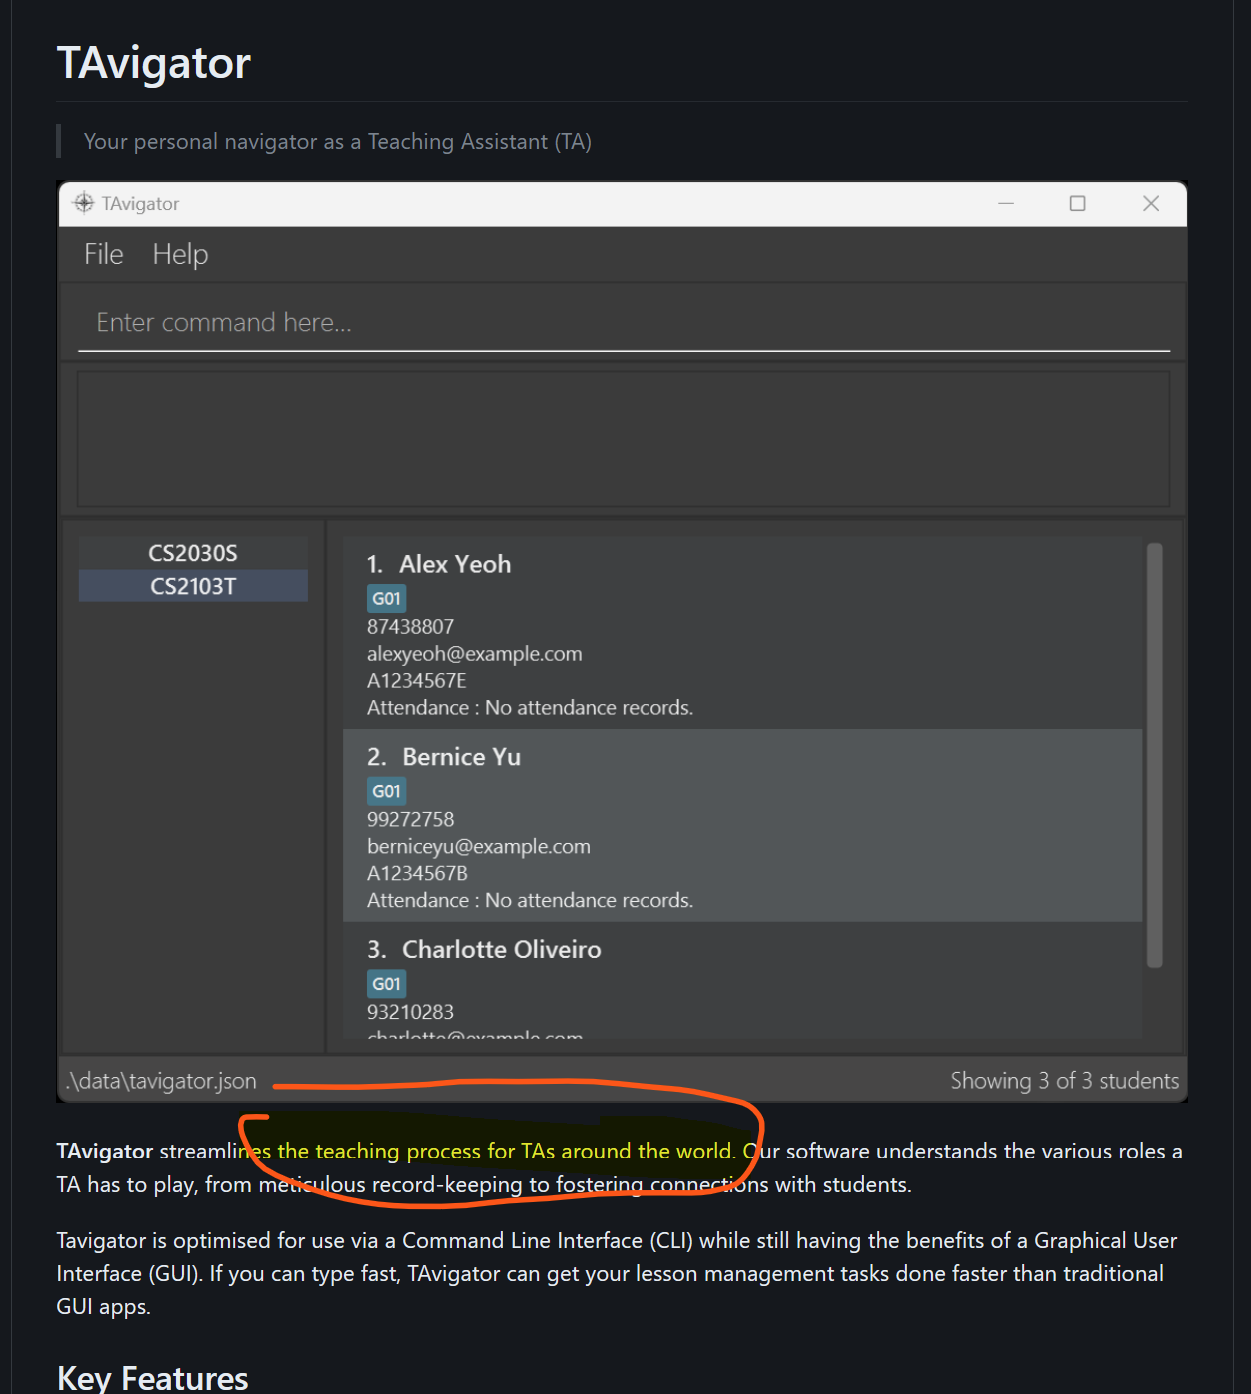 TAvigator
Your personal navigator as a Teaching Assistant (TA)
TAvigator
File Help
Enter command here...
CS2030S
CS2103T
1. Alex Yeoh
G01
87438807
alexyeoh@example.com
A1234567E
Attendance : No attendance records.
2. Bernice Yu
G01
99272758
berniceyu@example.com
A1234567B
Attendance : No attendance records.
3. Charlotte Oliveiro
G01
93210283
charlotte@example.com
.\data\tavigator.json
Showing 3 of 3 students
TAvigator streamlines the teaching process for TAs around the world. Our software understands the various roles a
TA has to play, from meticulous record-keeping to fostering connections with students.
Tavigator is optimised for use via a Command Line Interface (CLI) while still having the benefits of a Graphical User
Interface (GUI). If you can type fast, TAvigator can get your lesson management tasks done faster than traditional
GUI apps.
Key Features